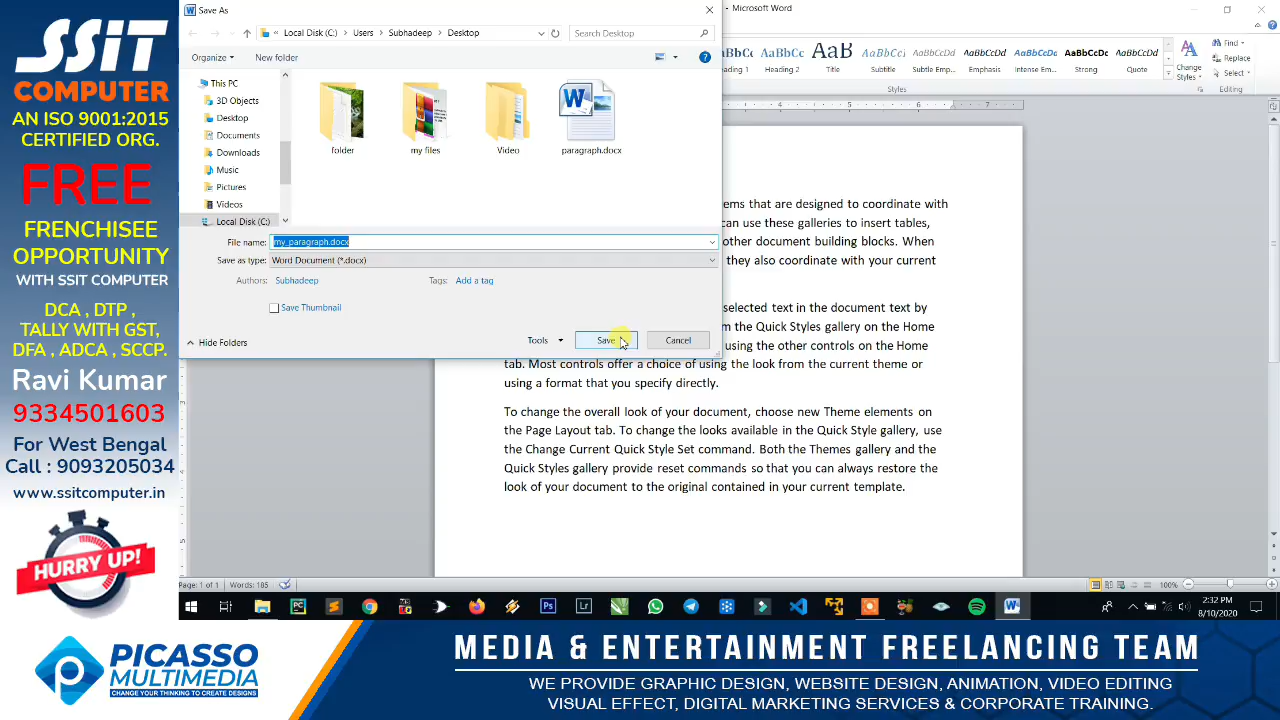 SSiT
COMPUTER
AN ISO 9001:2015
CERTIFIED ORG.
FREE
FRENCHISEE
OPPORTUNITY
WITH SSIT COMPUTER
DCA , DTP ,
TALLY WITH GST,
DFA , ADCA , SCCP.
Ravi Kumar
9334501603
For West Bengal
Call : 9093205034
www.ssitcomputer.in
HURRY UP!
Save As
- Microsoft Word
« Local Disk (C:) › Users › Subhadeep › Desktop
Search Desktop
Organize
New folder
This PC
3D Objects
Desktop
Documents
Downloads
Music
Pictures
Videos
Local Disk (C:)
folder
my files
Video
paragraph.docx
File name: my_paragraph.docx
Save as type: Word Document (*.docx)
Authors: Subhadeep
Tags: Add a tag
Save Thumbnail
Hide Folders
Tools
Save
Cancel
AaBbCc AaBbCc AaB AaBbCc. AaBbCcDd AaBbCcDd AaBbCcDd AaBbCcDd AaBbCcDd
Heading 2 Title Subtitle Subtle Emp... Emphasis Intense Em... Strong Quote
Change
Styles
Find
Replace
Select
Styles
Editing
4 5 6 7
ems that are designed to coordinate with
can use these galleries to insert tables,
other document building blocks. When
they also coordinate with your current
selected text in the document text by
m the Quick Styles gallery on the Home
using the other controls on the Home
tab. Most controls offer a choice of using the look from the current theme or
using a format that you specify directly.
To change the overall look of your document, choose new Theme elements on
the Page Layout tab. To change the looks available in the Quick Style gallery, use
the Change Current Quick Style Set command. Both the Themes gallery and the
Quick Styles gallery provide reset commands so that you can always restore the
look of your document to the original contained in your current template.
Page: 1 of 1
Words: 185
100%
2:32 PM
8/10/2020
PICASSO
MULTIMEDIA
CHANGE YOUR THINKING TO CREATE DESIGNS
MEDIA & ENTERTAINMENT FREELANCING TEAM
WE PROVIDE GRAPHIC DESIGN, WEBSITE DESIGN, ANIMATION, VIDEO EDITING
VISUAL EFFECT, DIGITAL MARKETING SERVICES & CORPORATE TRAINING.